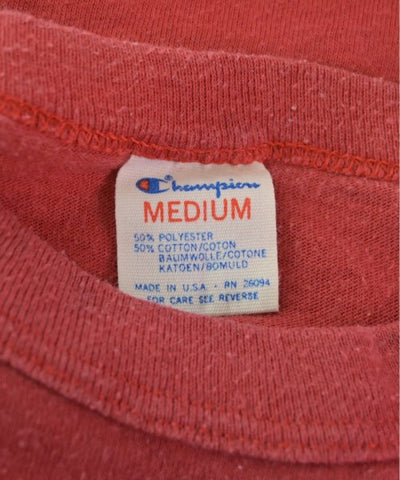 Champion
MEDIUM
50% POLYESTER
50% COTTON/COTON
BAUMWOLLE/COTONE
KATOEN/BOMULD
MADE IN U.S.A. • RN 26094
FOR CARE SEE REVERSE